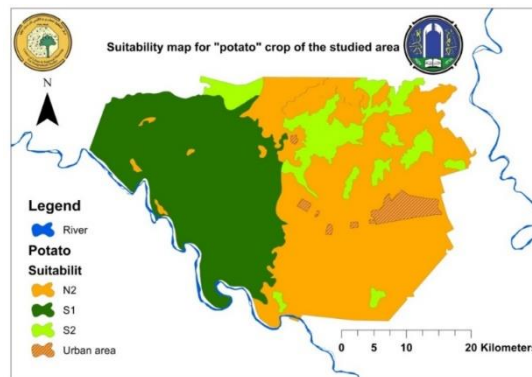 Suitability map for "potato" crop of the studied area
N
Legend
River
Potato
Suitabilit
N2
S1
S2
Urban area
0 5 10 20 Kilometers